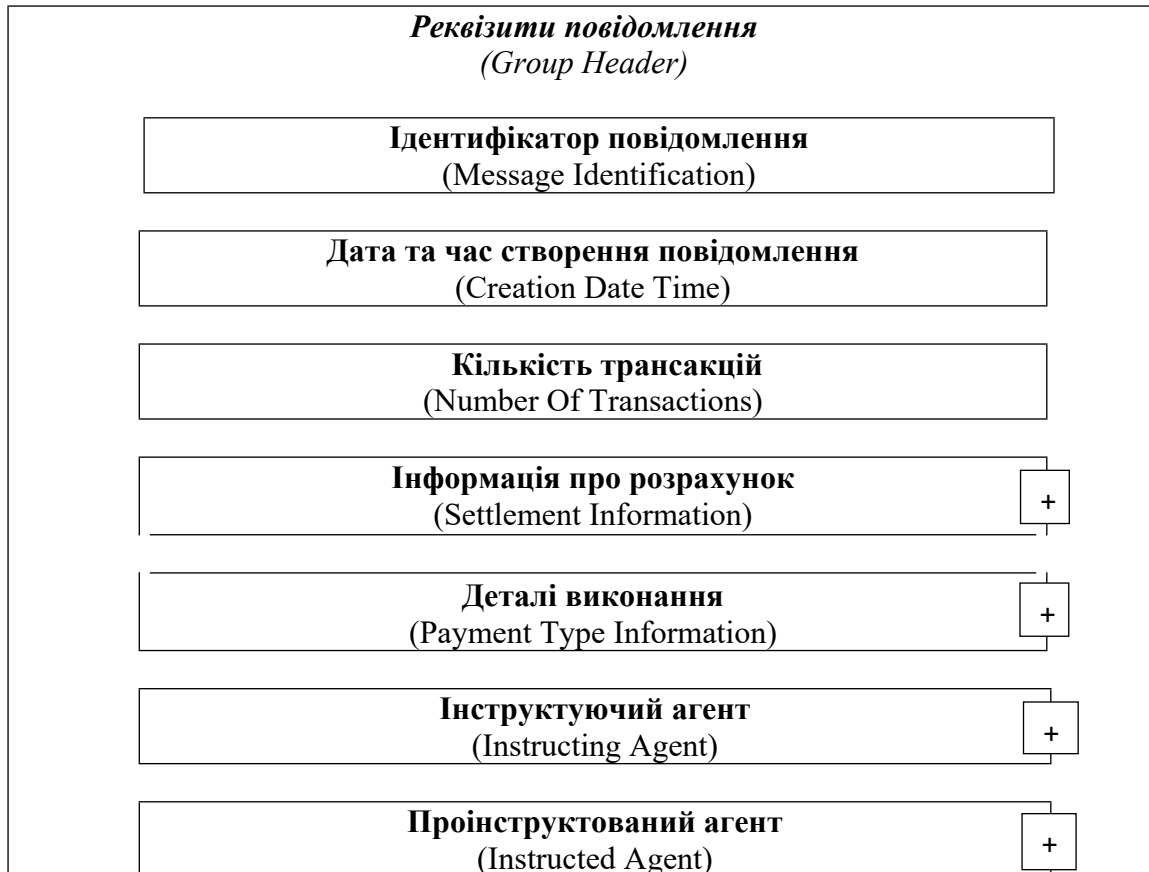 Реквізити повідомлення
(Group Header)
Ідентифікатор повідомлення
(Message Identification)
Дата та час створення повідомлення
(Creation Date Time)
Кількість трансакцій
(Number Of Transactions)
Інформація про розрахунок
(Settlement Information)
+
Деталі виконання
(Payment Type Information)
+
Інструктуючий агент
(Instructing Agent)
+
Проінструктований агент
(Instructed Agent)
+